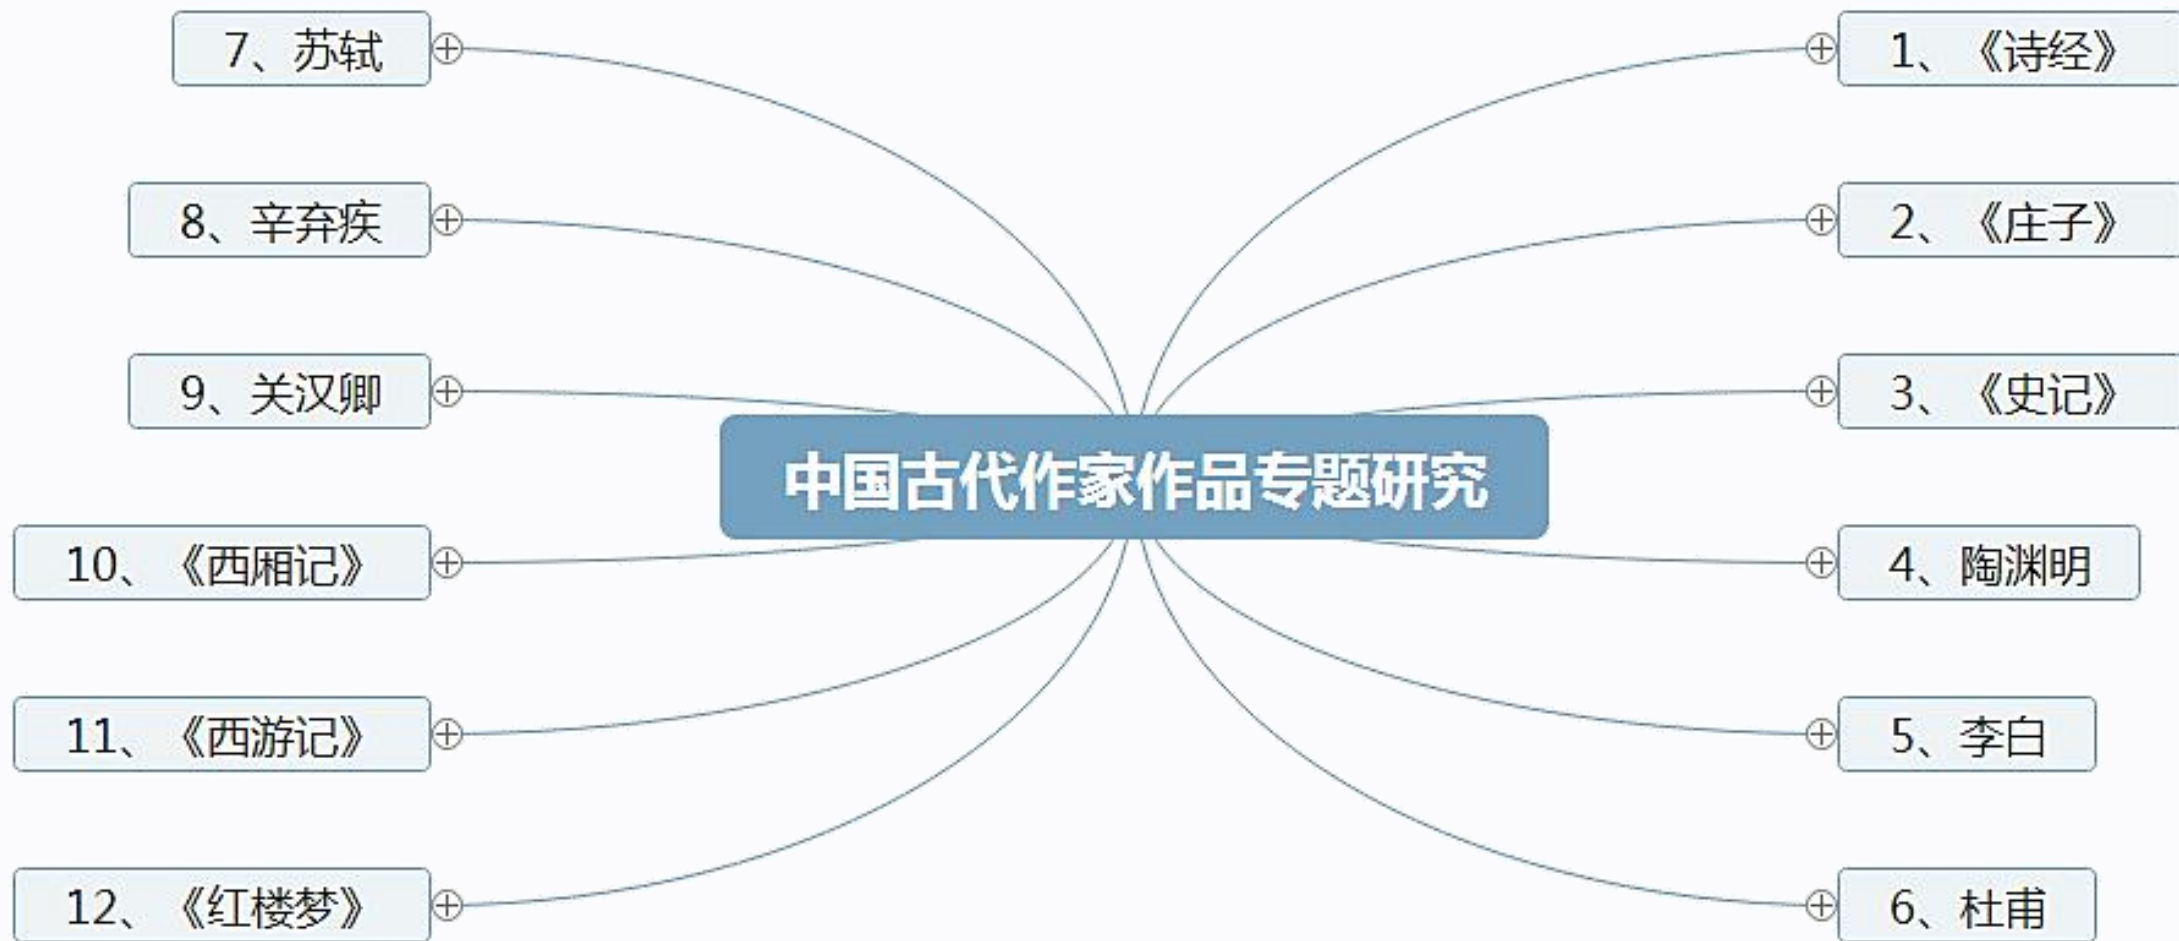 中国古代作家作品专题研究
1、《诗经》
2、《庄子》
3、《史记》
4、陶渊明
5、李白
6、杜甫
7、苏轼
8、辛弃疾
9、关汉卿
10、《西厢记》
11、《西游记》
12、《红楼梦》